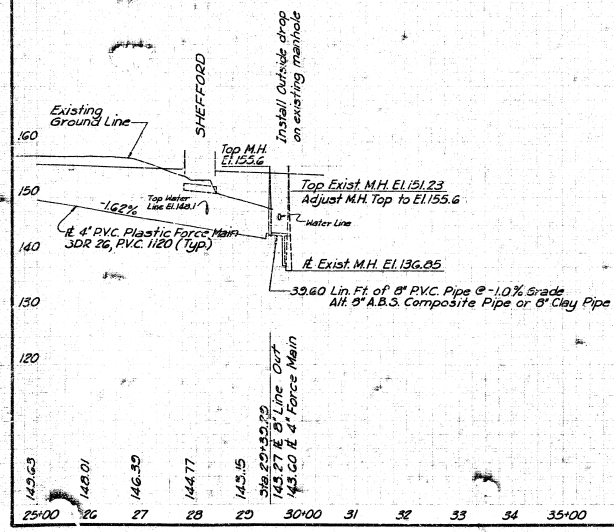 SHEFFORD
Install Outside drop
on existing manhole
Existing
Ground Line
Top M.H.
El.155.6
160
150
140
130
120
Top Exist. M.H. El.151.23
Adjust M.H. Top to El.155.6
-1.62%
Top Water
Line El.148.1
Water Line
℄ 4" P.V.C. Plastic Force Main
SDR 26, P.V.C. 1120 (Typ.)
℄ Exist. M.H. El.136.85
39.60 Lin. Ft. of 8" P.V.C. Pipe @ -1.0% Grade
Alt. 8" A.B.S. Composite Pipe or 8" Clay Pipe
149.63
148.01
146.39
144.77
143.15
Sta. 29+39.79
143.27 ℄ 8" Line Out
143.60 ℄ 4" Force Main
25+00 26 27 28 29 30+00 31 32 33 34 35+00